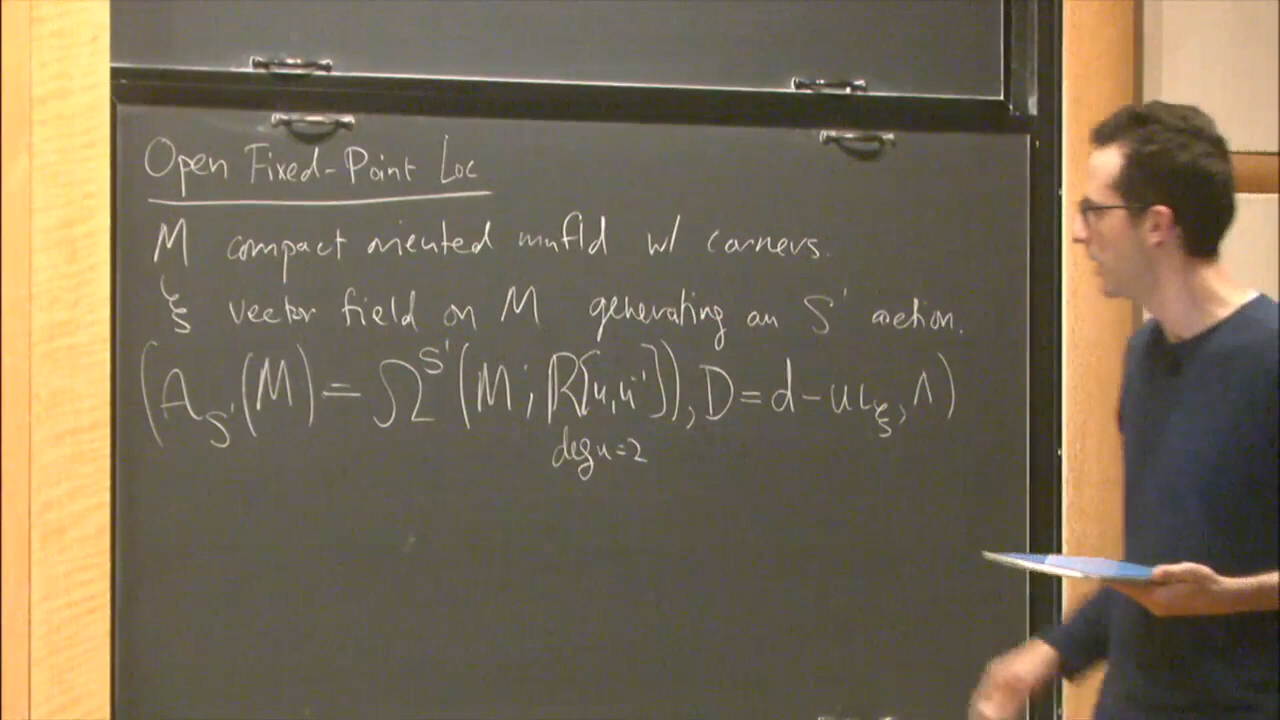 Open Fixed-Point Loc
M compact oriented mnfld w/ corners.
ξ vector field on M generating an S¹ action.
(A_{S¹}(M) = Ω^{S¹}(M; R[u,u⁻¹]), D = d - uι_ξ, ∧)
deg u=2